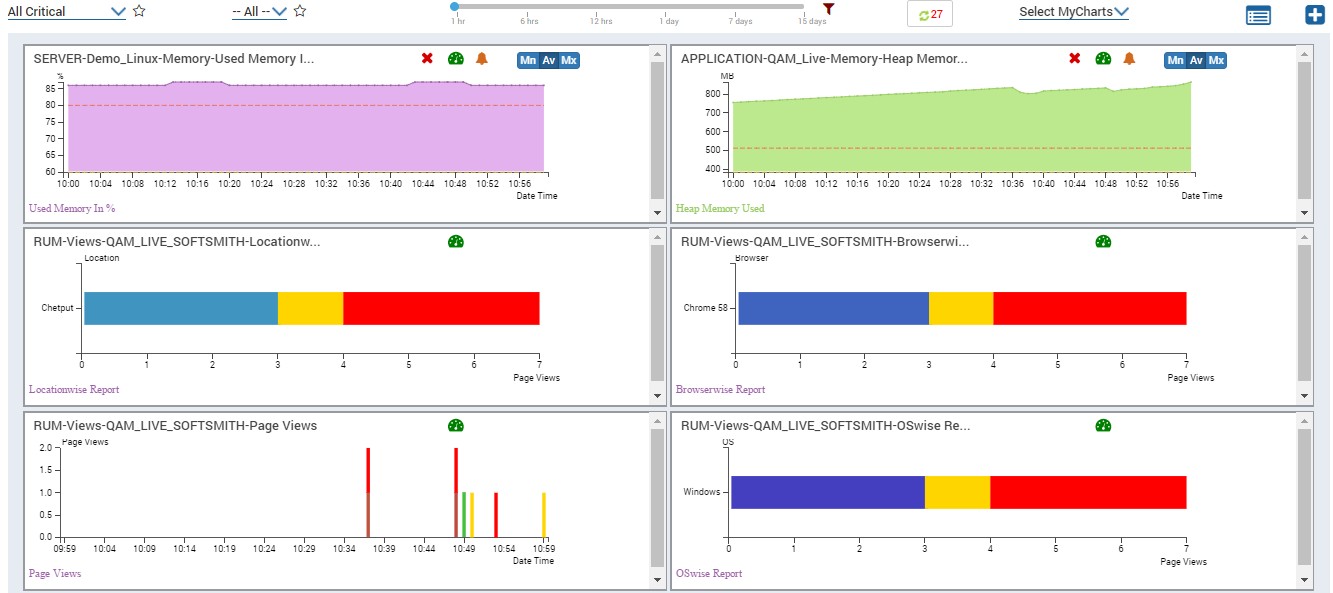 All Critical -- All -- 27 Select MyCharts
1 hr 6 hrs 12 hrs 1 day 7 days 15 days
SERVER-Demo_Linux-Memory-Used Memory I... Mn Av Mx
%
85
80
75
70
65
60
10:00 10:04 10:08 10:12 10:16 10:20 10:24 10:28 10:32 10:36 10:40 10:44 10:48 10:52 10:56
Date Time
Used Memory In %
APPLICATION-QAM_Live-Memory-Heap Memor... Mn Av Mx
MB
800
700
600
500
400
10:00 10:04 10:08 10:12 10:16 10:20 10:24 10:28 10:32 10:36 10:40 10:44 10:48 10:52 10:56
Date Time
Heap Memory Used
RUM-Views-QAM_LIVE_SOFTSMITH-Locationw...
Location
Chetput
0 1 2 3 4 5 6 7
Page Views
Locationwise Report
RUM-Views-QAM_LIVE_SOFTSMITH-Browserwi...
Browser
Chrome 58
0 1 2 3 4 5 6 7
Page Views
Browserwise Report
RUM-Views-QAM_LIVE_SOFTSMITH-Page Views
Page Views
2.0
1.5
1.0
0.5
0.0
09:59 10:04 10:09 10:14 10:19 10:24 10:29 10:34 10:39 10:44 10:49 10:54 10:59
Date Time
Page Views
RUM-Views-QAM_LIVE_SOFTSMITH-OSwise Re...
OS
Windows
0 1 2 3 4 5 6 7
Page Views
OSwise Report